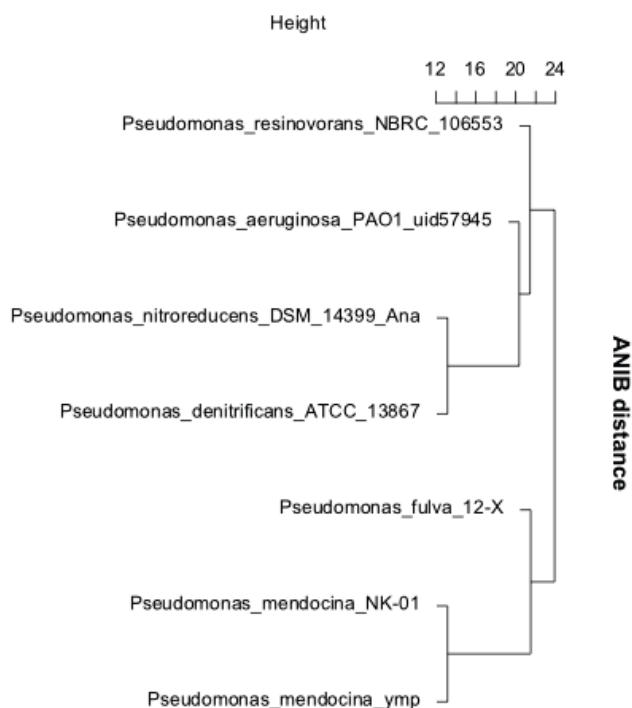 Height
12 16 20 24
Pseudomonas_resinovorans_NBRC_106553
Pseudomonas_aeruginosa_PAO1_uid57945
Pseudomonas_nitroreducens_DSM_14399_Ana
Pseudomonas_denitrificans_ATCC_13867
Pseudomonas_fulva_12-X
Pseudomonas_mendocina_NK-01
Pseudomonas_mendocina_ymp
ANIB distance